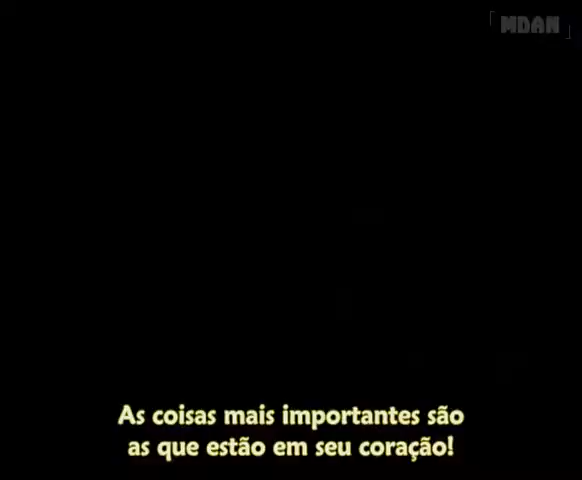 「MDAN」
As coisas mais importantes são
as que estão em seu coração!